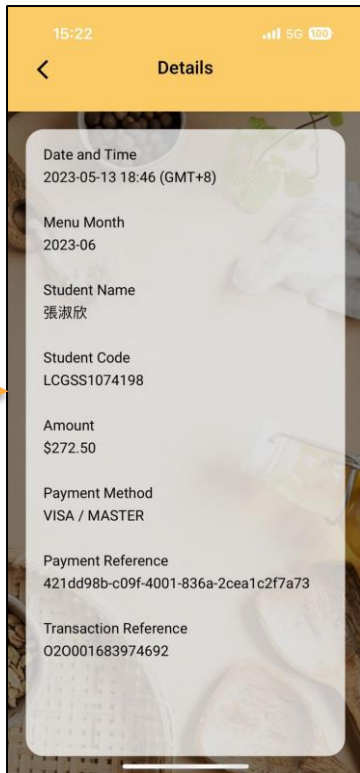 15:22
5G 100
Details
Date and Time
2023-05-13 18:46 (GMT+8)
Menu Month
2023-06
Student Name
張淑欣
Student Code
LCGSS1074198
Amount
$272.50
Payment Method
VISA / MASTER
Payment Reference
421dd98b-c09f-4001-836a-2cea1c2f7a73
Transaction Reference
O2O001683974692